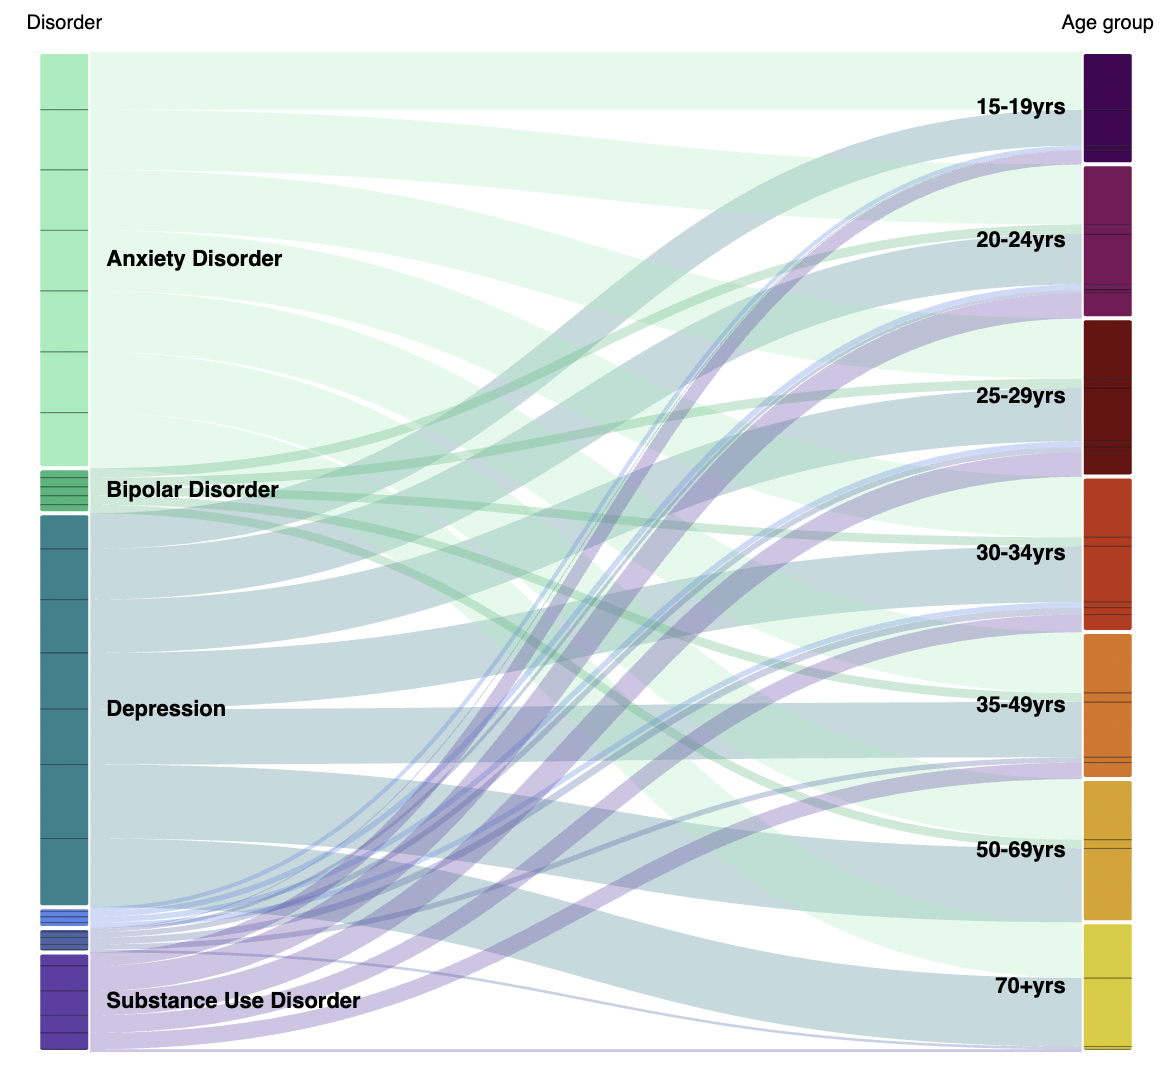 Disorder
Age group
15-19yrs
20-24yrs
Anxiety Disorder
25-29yrs
Bipolar Disorder
30-34yrs
35-49yrs
Depression
50-69yrs
70+yrs
Substance Use Disorder